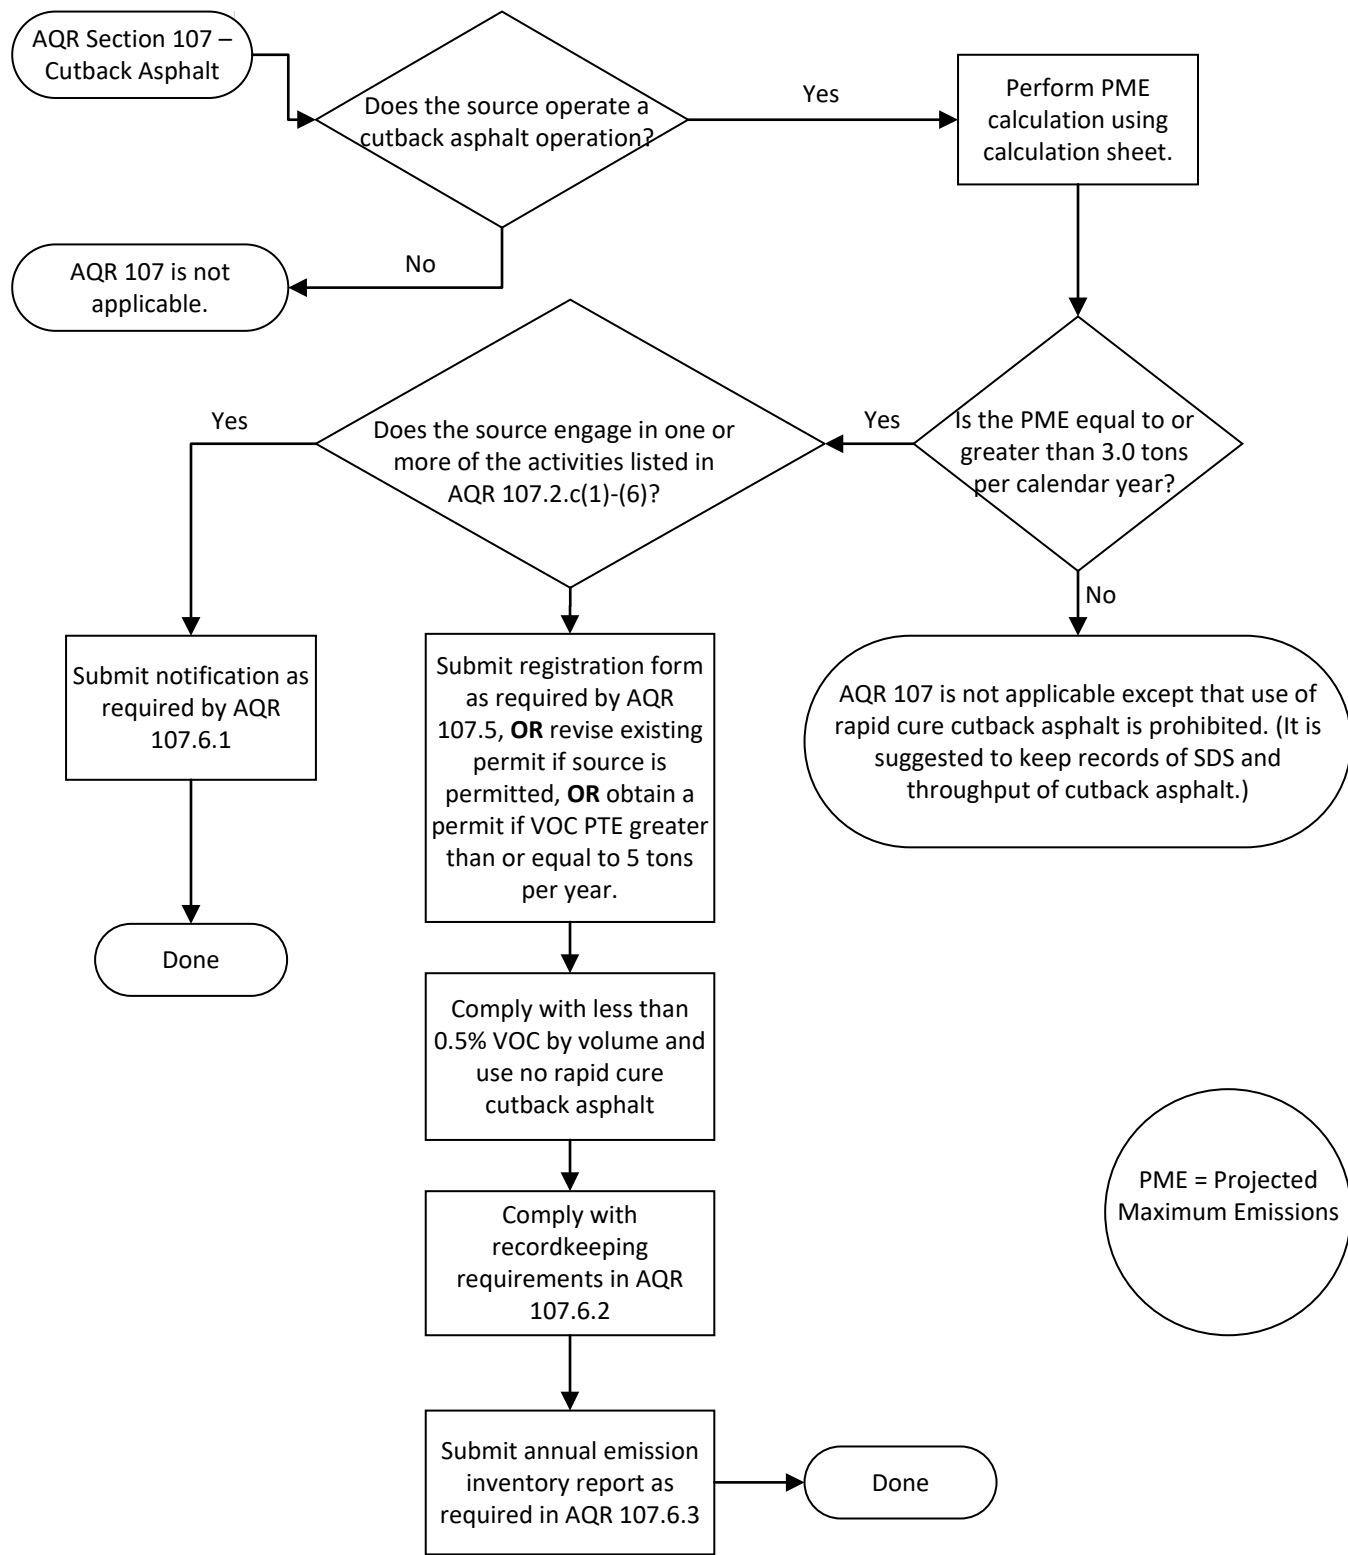 AQR Section 107 –
Cutback Asphalt
Does the source operate a
cutback asphalt operation?
Yes
Perform PME
calculation using
calculation sheet.
No
AQR 107 is not
applicable.
Is the PME equal to or
greater than 3.0 tons
per calendar year?
Yes
Does the source engage in one or
more of the activities listed in
AQR 107.2.c(1)-(6)?
Yes
No
Submit notification as
required by AQR
107.6.1
Done
Submit registration form
as required by AQR
107.5, OR revise existing
permit if source is
permitted, OR obtain a
permit if VOC PTE greater
than or equal to 5 tons
per year.
AQR 107 is not applicable except that use of
rapid cure cutback asphalt is prohibited. (It is
suggested to keep records of SDS and
throughput of cutback asphalt.)
Comply with less than
0.5% VOC by volume and
use no rapid cure
cutback asphalt
Comply with
recordkeeping
requirements in AQR
107.6.2
PME = Projected
Maximum Emissions
Submit annual emission
inventory report as
required in AQR 107.6.3
Done